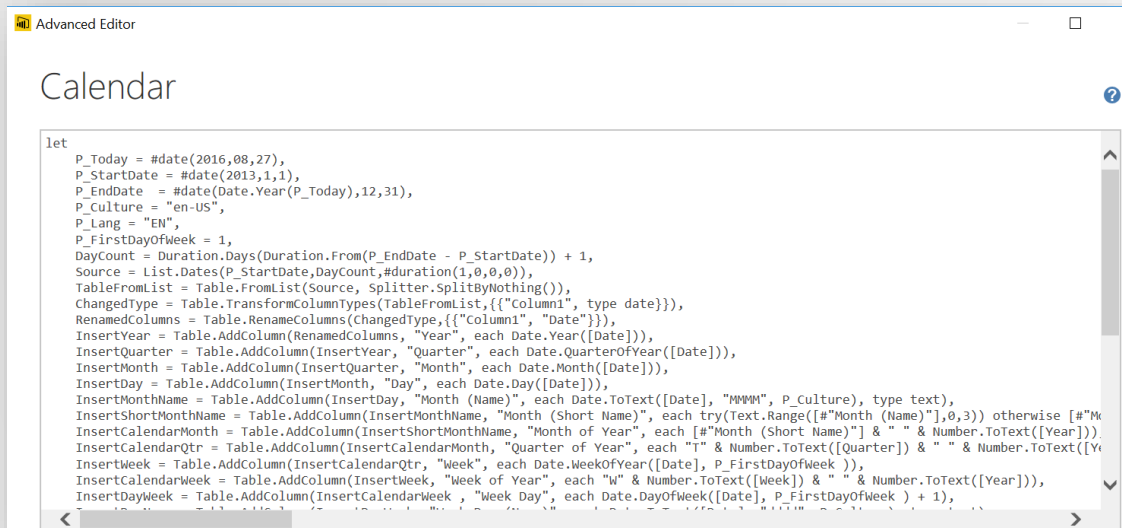 Advanced Editor
Calendar
let
P_Today = #date(2016,08,27),
P_StartDate = #date(2013,1,1),
P_EndDate  = #date(Date.Year(P_Today),12,31),
P_Culture = "en-US",
P_Lang = "EN",
P_FirstDayOfWeek = 1,
DayCount = Duration.Days(Duration.From(P_EndDate - P_StartDate)) + 1,
Source = List.Dates(P_StartDate,DayCount,#duration(1,0,0,0)),
TableFromList = Table.FromList(Source, Splitter.SplitByNothing()),
ChangedType = Table.TransformColumnTypes(TableFromList,{{"Column1", type date}}),
RenamedColumns = Table.RenameColumns(ChangedType,{{"Column1", "Date"}}),
InsertYear = Table.AddColumn(RenamedColumns, "Year", each Date.Year([Date])),
InsertQuarter = Table.AddColumn(InsertYear, "Quarter", each Date.QuarterOfYear([Date])),
InsertMonth = Table.AddColumn(InsertQuarter, "Month", each Date.Month([Date])),
InsertDay = Table.AddColumn(InsertMonth, "Day", each Date.Day([Date])),
InsertMonthName = Table.AddColumn(InsertDay, "Month (Name)", each Date.ToText([Date], "MMMM", P_Culture), type text),
InsertShortMonthName = Table.AddColumn(InsertMonthName, "Month (Short Name)", each try(Text.Range([#"Month (Name)"],0,3)) otherwise [#"Mo
InsertCalendarMonth = Table.AddColumn(InsertShortMonthName, "Month of Year", each [#"Month (Short Name)"] & " " & Number.ToText([Year])),
InsertCalendarQtr = Table.AddColumn(InsertCalendarMonth, "Quarter of Year", each "T" & Number.ToText([Quarter]) & " " & Number.ToText([Ye
InsertWeek = Table.AddColumn(InsertCalendarQtr, "Week", each Date.WeekOfYear([Date], P_FirstDayOfWeek )),
InsertCalendarWeek = Table.AddColumn(InsertWeek, "Week of Year", each "W" & Number.ToText([Week]) & " " & Number.ToText([Year])),
InsertDayWeek = Table.AddColumn(InsertCalendarWeek , "Week Day", each Date.DayOfWeek([Date], P_FirstDayOfWeek ) + 1),